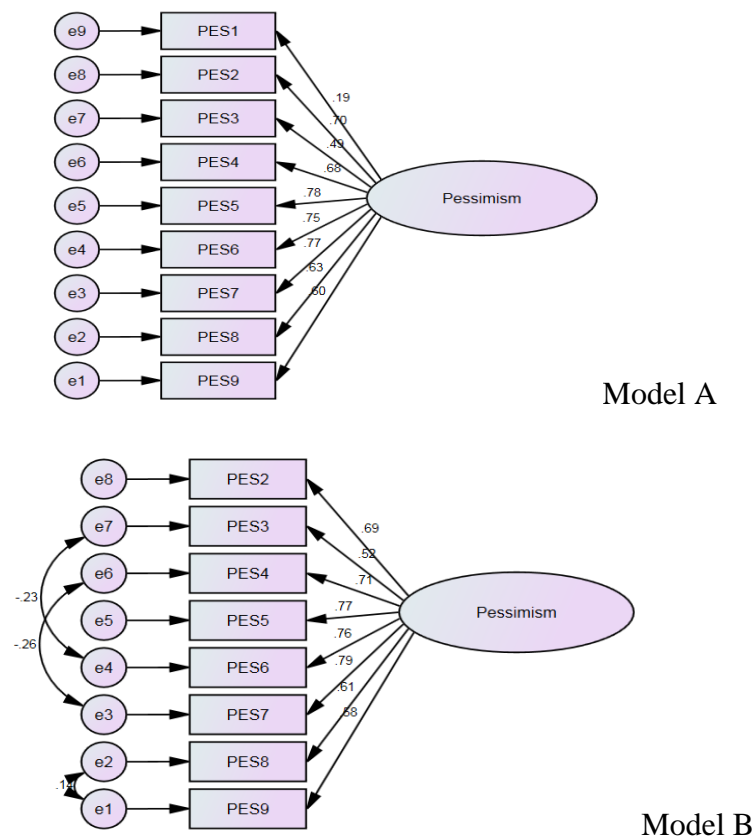 e9 PES1
e8 PES2
.19
e7 PES3
.70
.49
e6 PES4
.68
e5 PES5
.78
Pessimism
e4 PES6
.75
e3 PES7
.77
.63
e2 PES8
.60
e1 PES9
Model A
e8 PES2
e7 PES3
.69
.52
e6 PES4
.71
-.23
e5 PES5
.77
Pessimism
-.26
e4 PES6
.76
e3 PES7
.79
.61
e2 PES8
.58
.14
e1 PES9
Model B